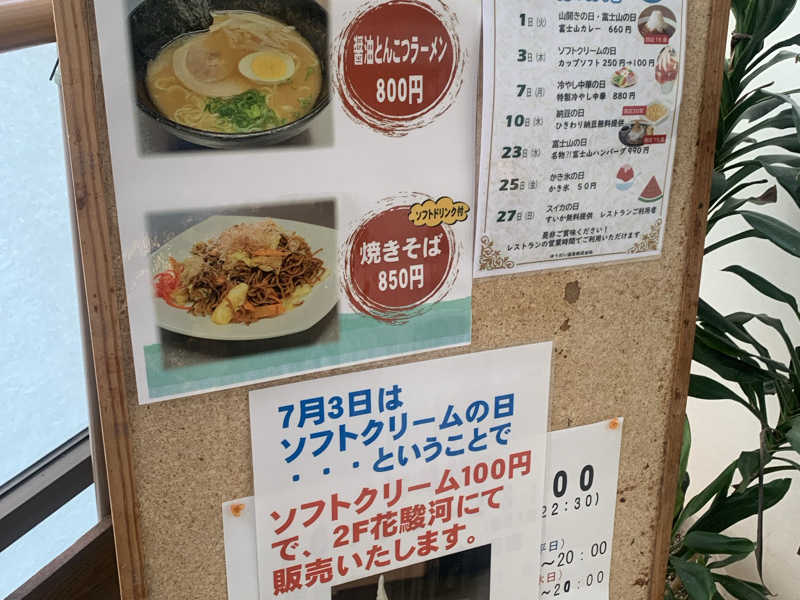 醤油とんこつラーメン
800円
ソフトドリンク付
焼きそば
850円
1日(火)
山開きの日・富士山の日
富士山カレー 660円
3日(木)
ソフトクリームの日
カップソフト250円→100円
7日(月)
冷やし中華の日
特製冷やし中華 880円
10日(木)
納豆の日
ひきわり納豆無料提供
23日(水)
富士山の日
名物?!富士山ハンバーグ990円
25日(金)
かき氷の日
かき氷 50円
27日(日)
スイカの日
すいか無料提供 レストランご利用者
是非ご賞味ください!
レストランの営業時間でご利用いただけます
7月3日は
ソフトクリームの日
・・・ということで
ソフトクリーム100円
で、2F花駿河にて
販売いたします。
00
22:30)
平日)
～20:00
休日)
～20:00